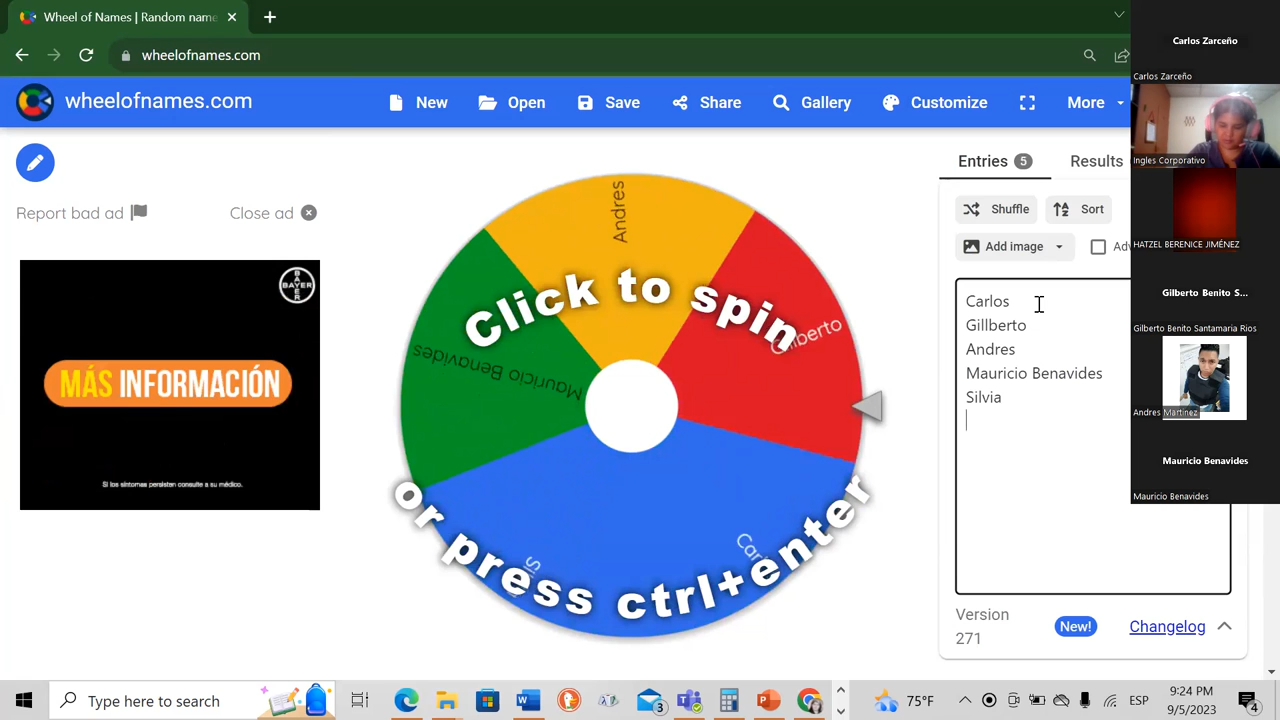 Wheel of Names | Random name
wheelofnames.com
wheelofnames.com
New
Open
Save
Share
Gallery
Customize
More
Report bad ad
Close ad
BAYER
BAYER
MÁS INFORMACIÓN
Si los síntomas persisten consulte a su médico.
Andres
Gilberto
Mauricio Benavides
Click to spin
or press ctrl+enter
Entries 5
Results
Shuffle
Sort
Add image
Carlos
Gillberto
Andres
Mauricio Benavides
Silvia
Version
271
New!
Changelog
Carlos Zarceño
Carlos Zarceño
Ingles Corporativo
HATZEL BERENICE JIMÉNEZ
Gilberto Benito S...
Gilberto Benito Santamaria Rios
Andres Martinez
Mauricio Benavides
Mauricio Benavides
Type here to search
3
75°F
ESP
9:24 PM
9/5/2023
4